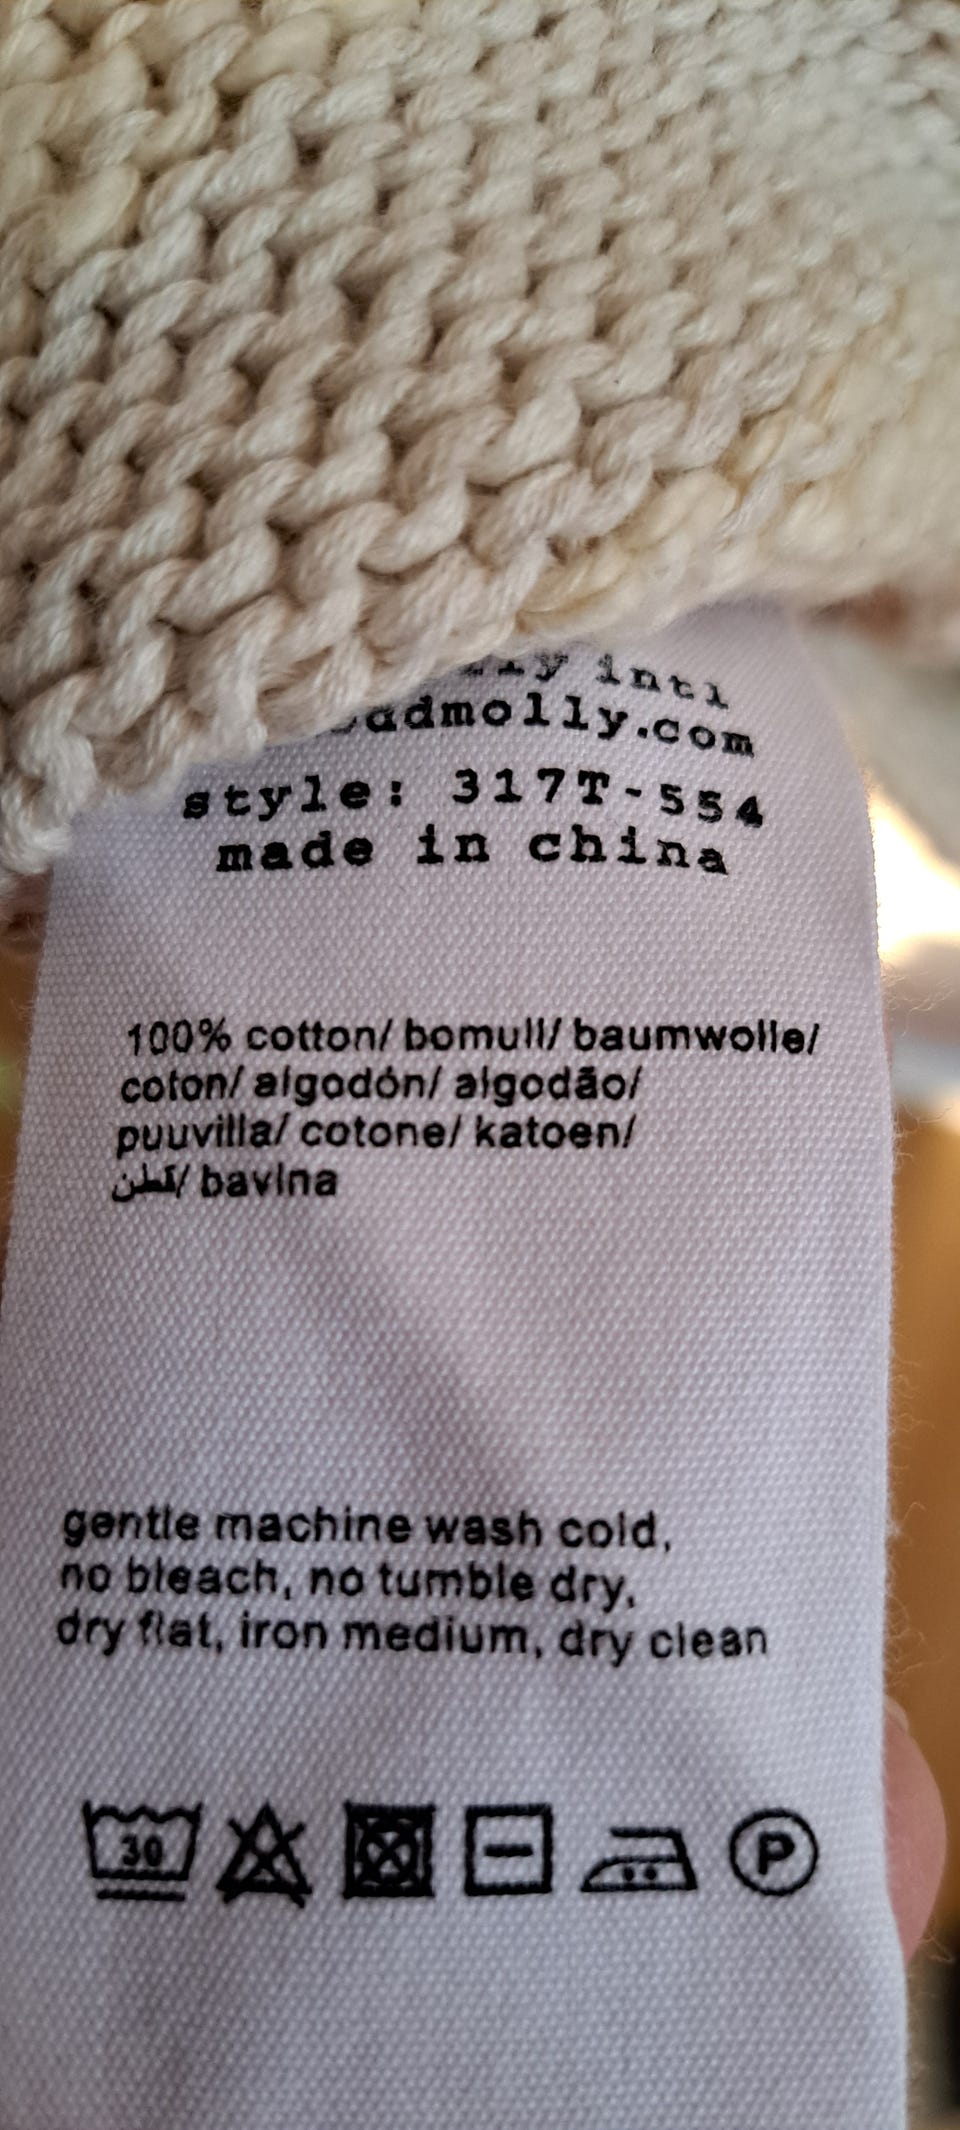 intl
style: 317T-554
made in china
100% cotton/ bomull/ baumwolle/
coton/ algodón/ algodão/
puuvilla/ cotone/ katoen/
قطن/ bavlna
gentle machine wash cold,
no bleach, no tumble dry,
dry flat, iron medium, dry clean
30
P